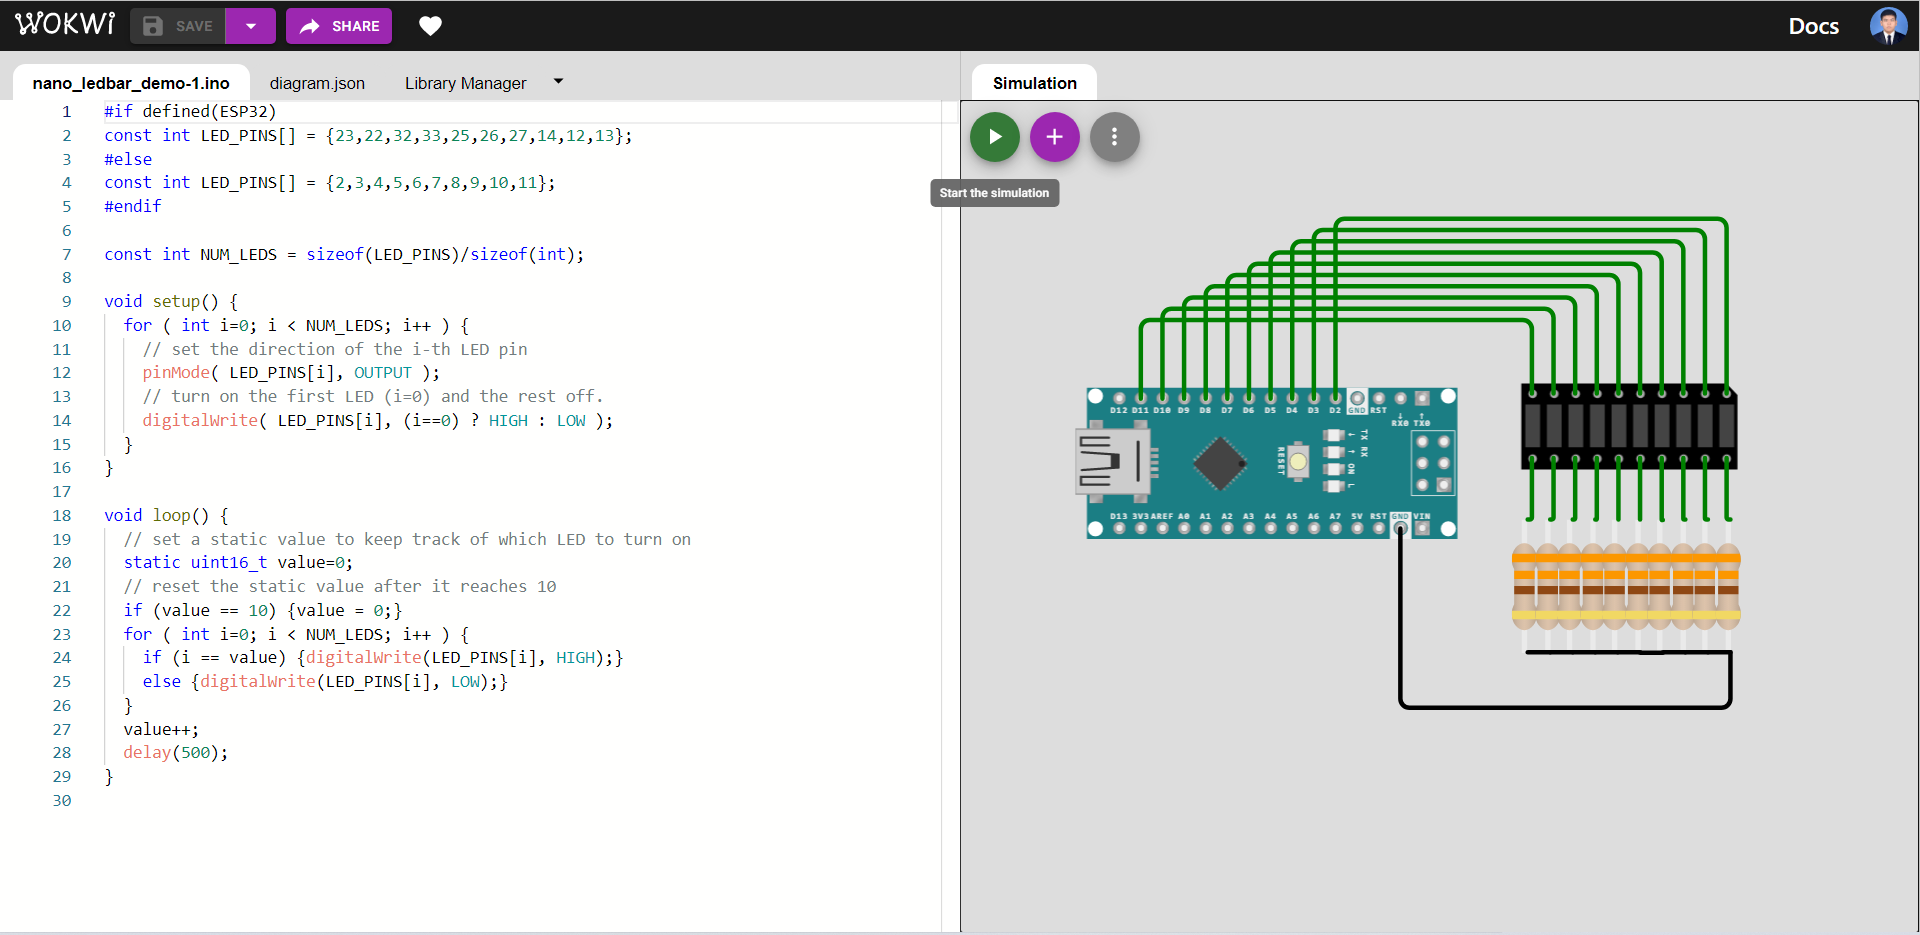 WOKWi SAVE SHARE Docs
nano_ledbar_demo-1.ino diagram.json Library Manager
Simulation
1 #if defined(ESP32)
2 const int LED_PINS[] = {23,22,32,33,25,26,27,14,12,13};
3 #else
4 const int LED_PINS[] = {2,3,4,5,6,7,8,9,10,11};
5 #endif
6
7 const int NUM_LEDS = sizeof(LED_PINS)/sizeof(int);
8
9 void setup() {
10 for ( int i=0; i < NUM_LEDS; i++ ) {
11 // set the direction of the i-th LED pin
12 pinMode( LED_PINS[i], OUTPUT );
13 // turn on the first LED (i=0) and the rest off.
14 digitalWrite( LED_PINS[i], (i==0) ? HIGH : LOW );
15 }
16 }
17
18 void loop() {
19 // set a static value to keep track of which LED to turn on
20 static uint16_t value=0;
21 // reset the static value after it reaches 10
22 if (value == 10) {value = 0;}
23 for ( int i=0; i < NUM_LEDS; i++ ) {
24 if (i == value) {digitalWrite(LED_PINS[i], HIGH);}
25 else {digitalWrite(LED_PINS[i], LOW);}
26 }
27 value++;
28 delay(500);
29 }
30
Start the simulation
D12 D11 D10 D9 D8 D7 D6 D5 D4 D3 D2 GND RST
RX0 TX0
TX RX
ON
L
RESET
D13 3V3 AREF A0 A1 A2 A3 A4 A5 A6 A7 5V RST GND VIN